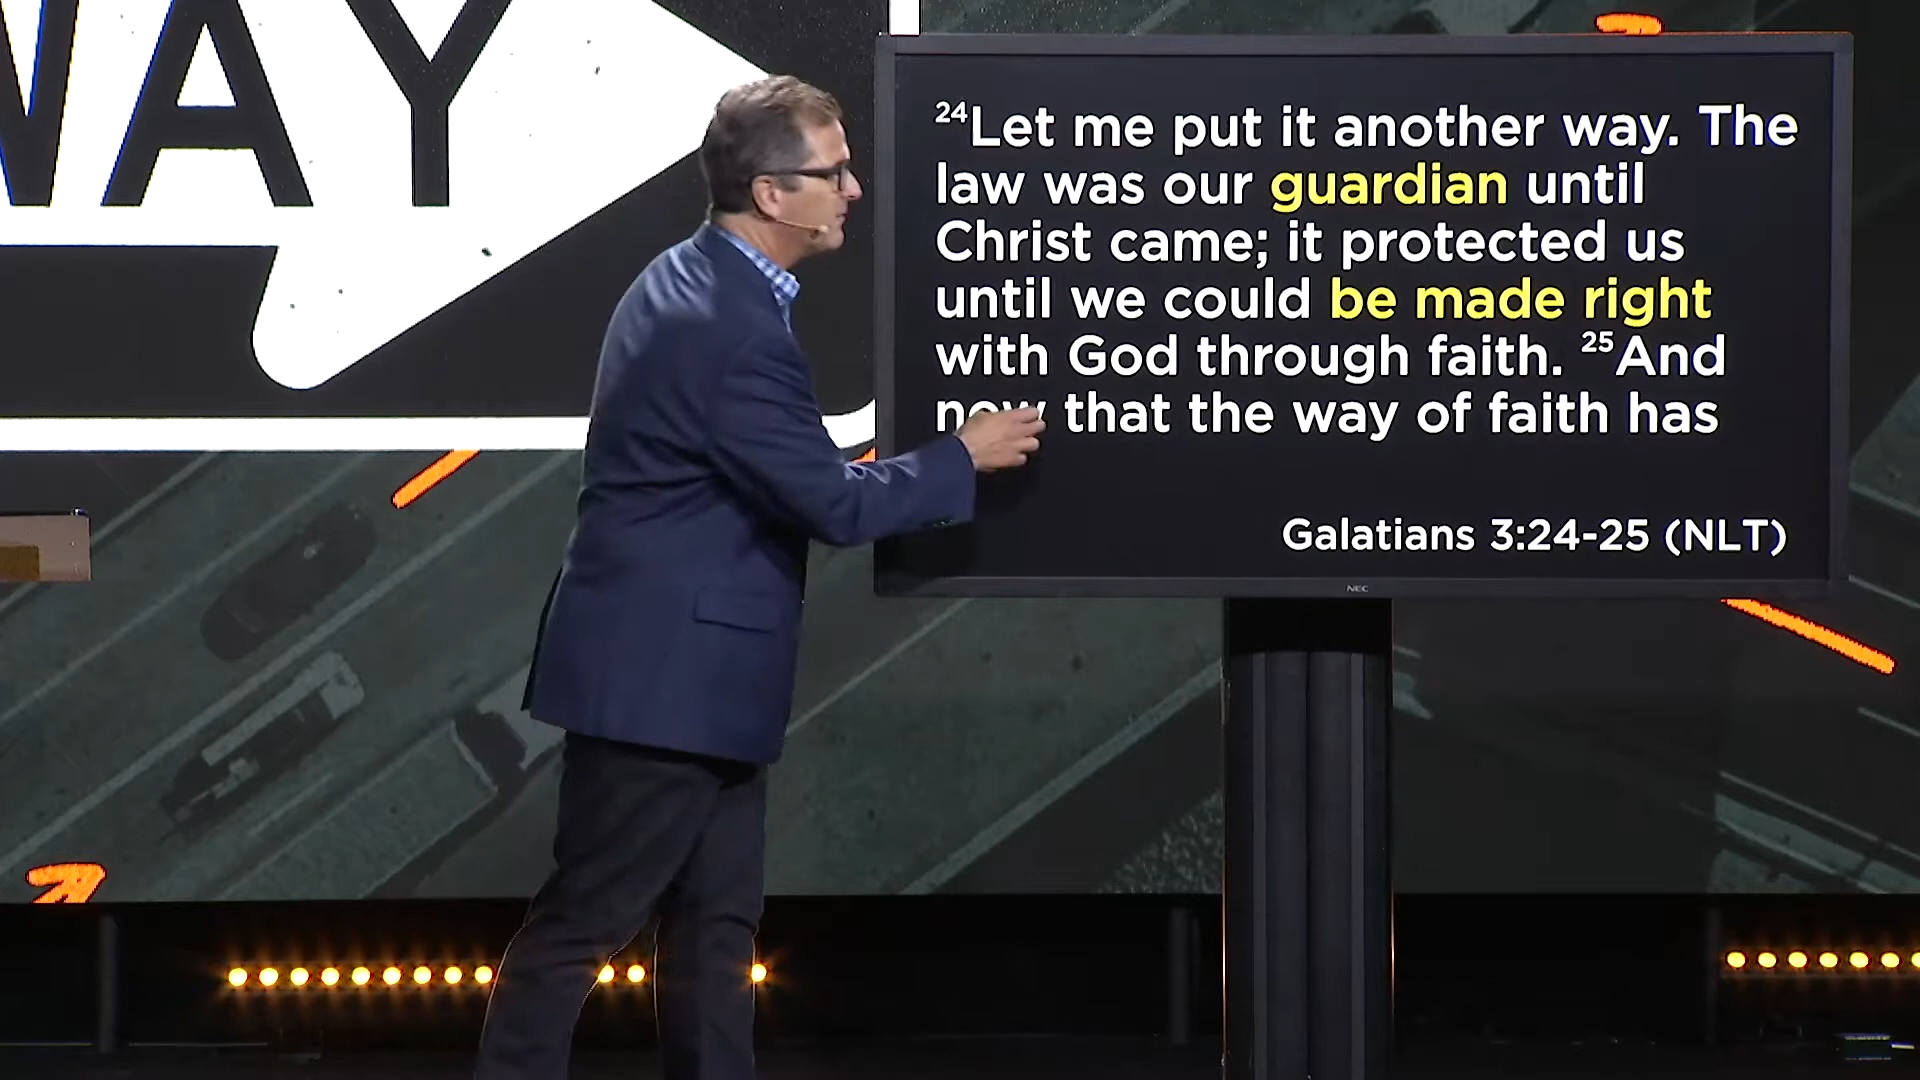 WAY
24Let me put it another way. The
law was our guardian until
Christ came; it protected us
until we could be made right
with God through faith. 25And
now that the way of faith has
Galatians 3:24-25 (NLT)
NEC